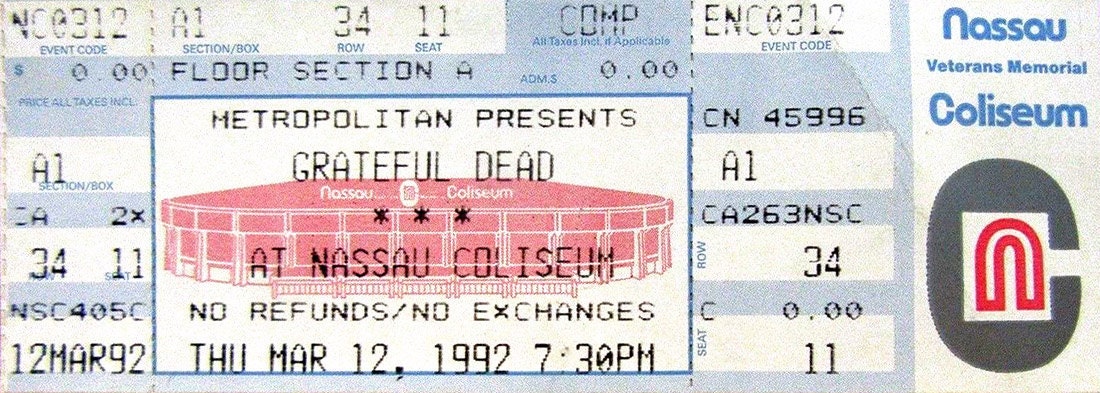 NC0312 A1 34 11 COMP ENC0312
EVENT CODE SECTION/BOX ROW SEAT All Taxes Incl. if Applicable EVENT CODE
$ 0.00 FLOOR SECTION A ADM.$ 0.00
PRICE ALL TAXES INCL.
METROPOLITAN PRESENTS
CN 45996
A1
SECTION/BOX
GRATEFUL DEAD
A1
Nassau Coliseum
CA 2x
* * *
CA263NSC
34 11
AT NASSAU COLISEUM
ROW 34
NSC405C
NO REFUNDS/NO EXCHANGES
C 0.00
12MAR92
THU MAR 12, 1992 7:30PM
SEAT 11
Nassau
Veterans Memorial
Coliseum